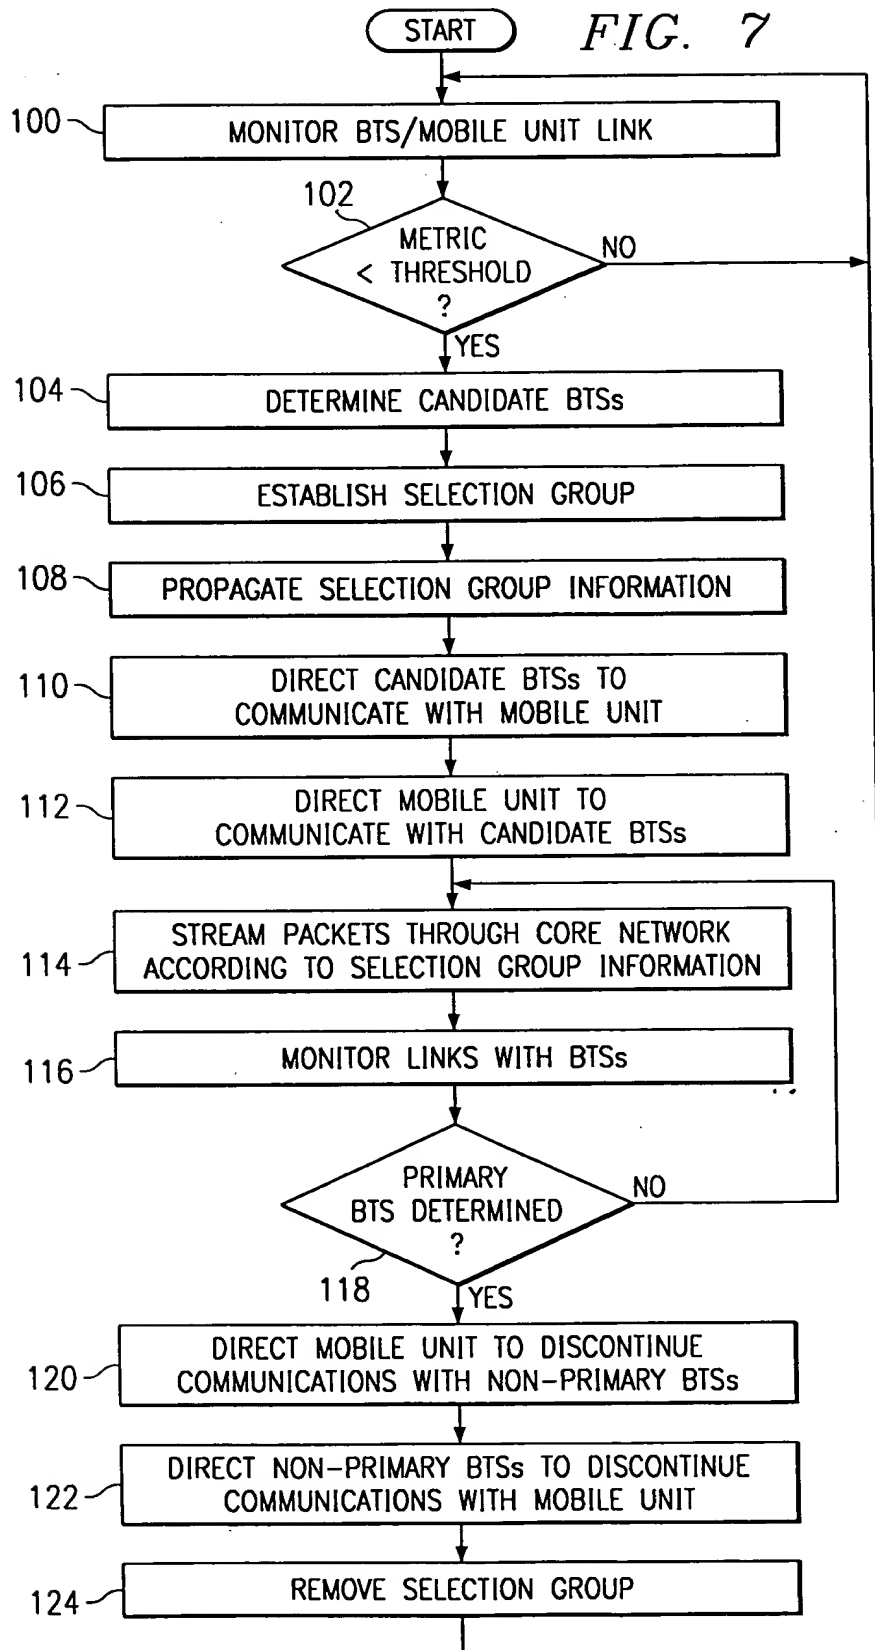 START
FIG. 7
100
MONITOR BTS/MOBILE UNIT LINK
102
METRIC
< THRESHOLD
?
NO
YES
104
DETERMINE CANDIDATE BTSs
106
ESTABLISH SELECTION GROUP
108
PROPAGATE SELECTION GROUP INFORMATION
110
DIRECT CANDIDATE BTSs TO
COMMUNICATE WITH MOBILE UNIT
112
DIRECT MOBILE UNIT TO
COMMUNICATE WITH CANDIDATE BTSs
114
STREAM PACKETS THROUGH CORE NETWORK
ACCORDING TO SELECTION GROUP INFORMATION
116
MONITOR LINKS WITH BTSs
PRIMARY
BTS DETERMINED
?
NO
118
YES
120
DIRECT MOBILE UNIT TO DISCONTINUE
COMMUNICATIONS WITH NON-PRIMARY BTSs
122
DIRECT NON-PRIMARY BTSs TO DISCONTINUE
COMMUNICATIONS WITH MOBILE UNIT
124
REMOVE SELECTION GROUP